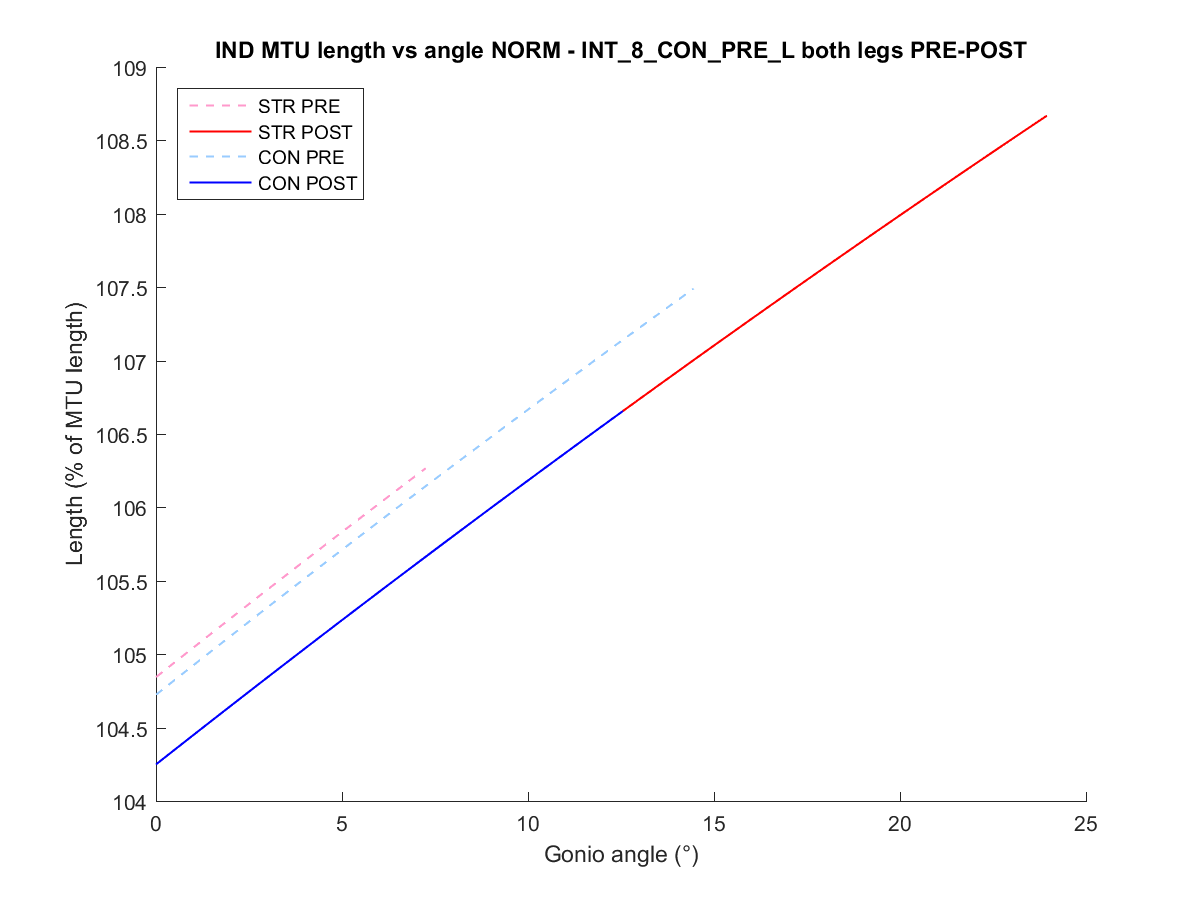 IND MTU length vs angle NORM - INT_8_CON_PRE_L both legs PRE-POST
109
108.5
108
107.5
107
106.5
106
105.5
105
104.5
104
Length (% of MTU length)
STR PRE
STR POST
CON PRE
CON POST
0 5 10 15 20 25
Gonio angle (°)